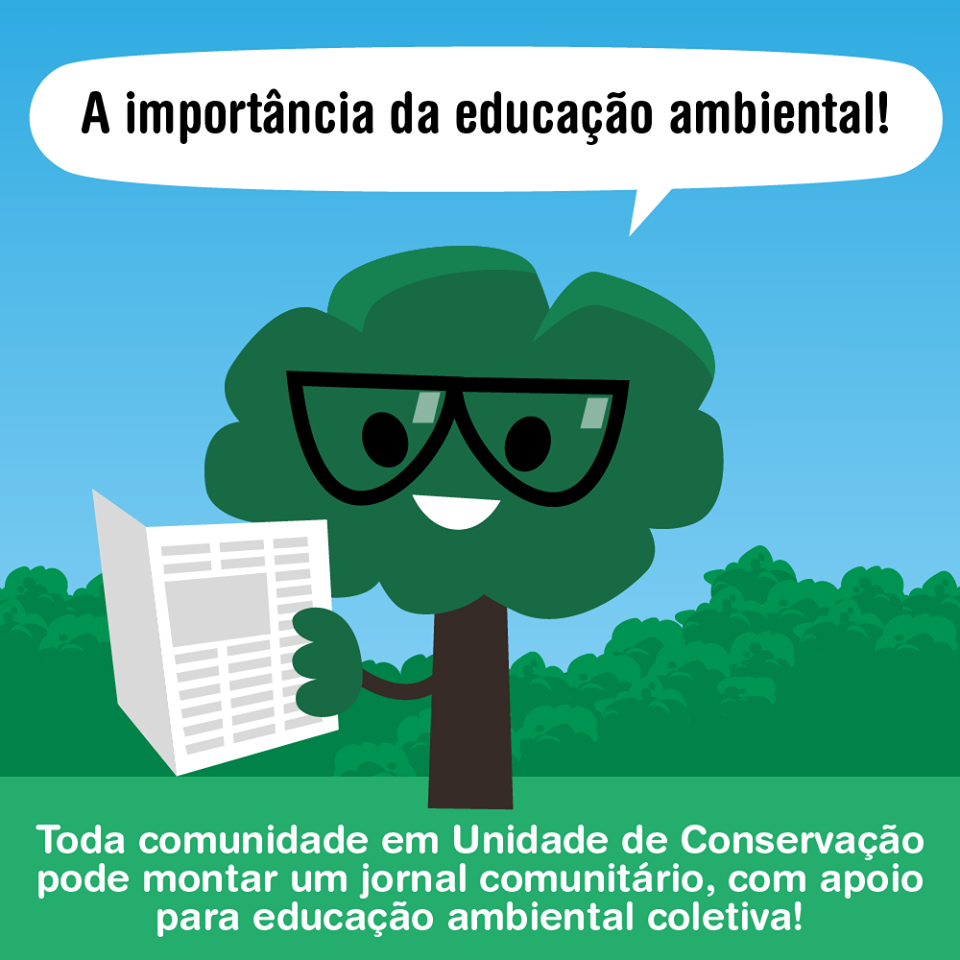 A importância da educação ambiental!
Toda comunidade em Unidade de Conservação
pode montar um jornal comunitário, com apoio
para educação ambiental coletiva!